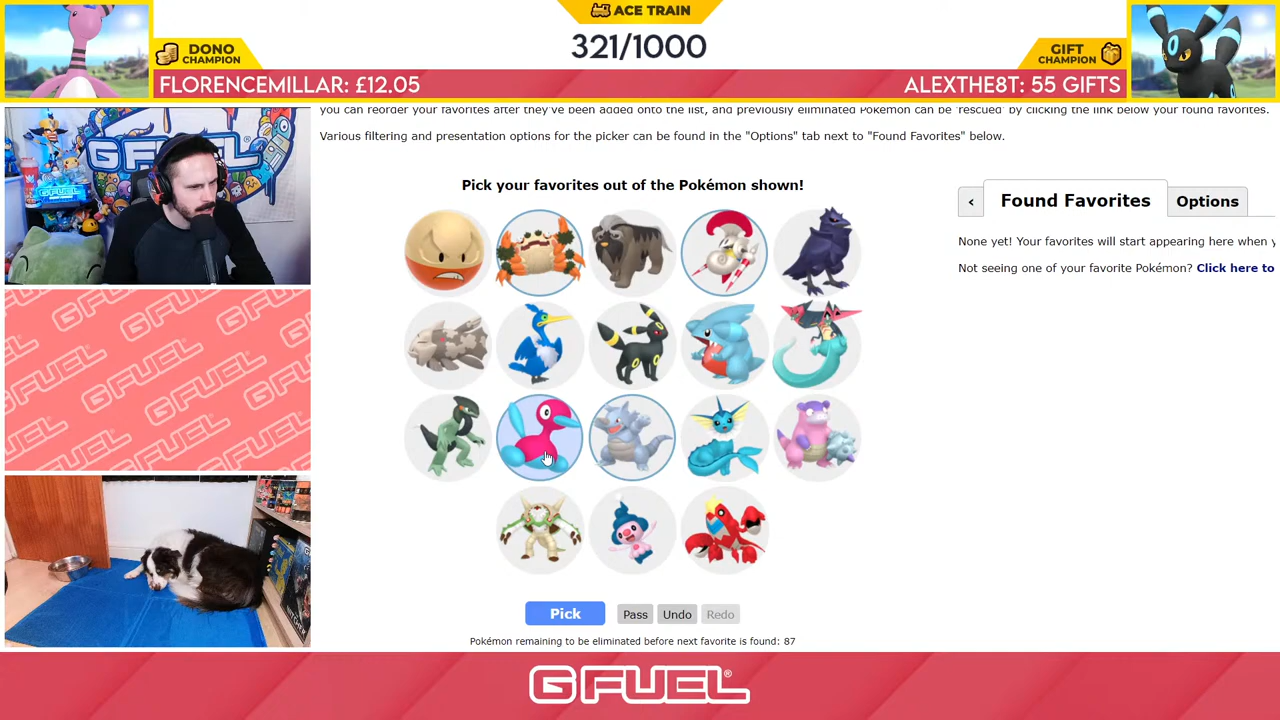 ACE TRAIN
321/1000
DONO
CHAMPION
GIFT
CHAMPION
FLORENCEMILLAR: £12.05
ALEXTHE8T: 55 GIFTS
you can reorder your favorites after they've been added onto the list, and previously eliminated Pokémon can be 'rescued' by clicking the link below your found favorites.
Various filtering and presentation options for the picker can be found in the "Options" tab next to "Found Favorites" below.
Pick your favorites out of the Pokémon shown!
‹ Found Favorites Options
None yet! Your favorites will start appearing here when y
Not seeing one of your favorite Pokémon? Click here to
Pick Pass Undo Redo
Pokémon remaining to be eliminated before next favorite is found: 87
G FUEL
G FUEL
G FUEL
G FUEL
G FUEL
G FUEL®